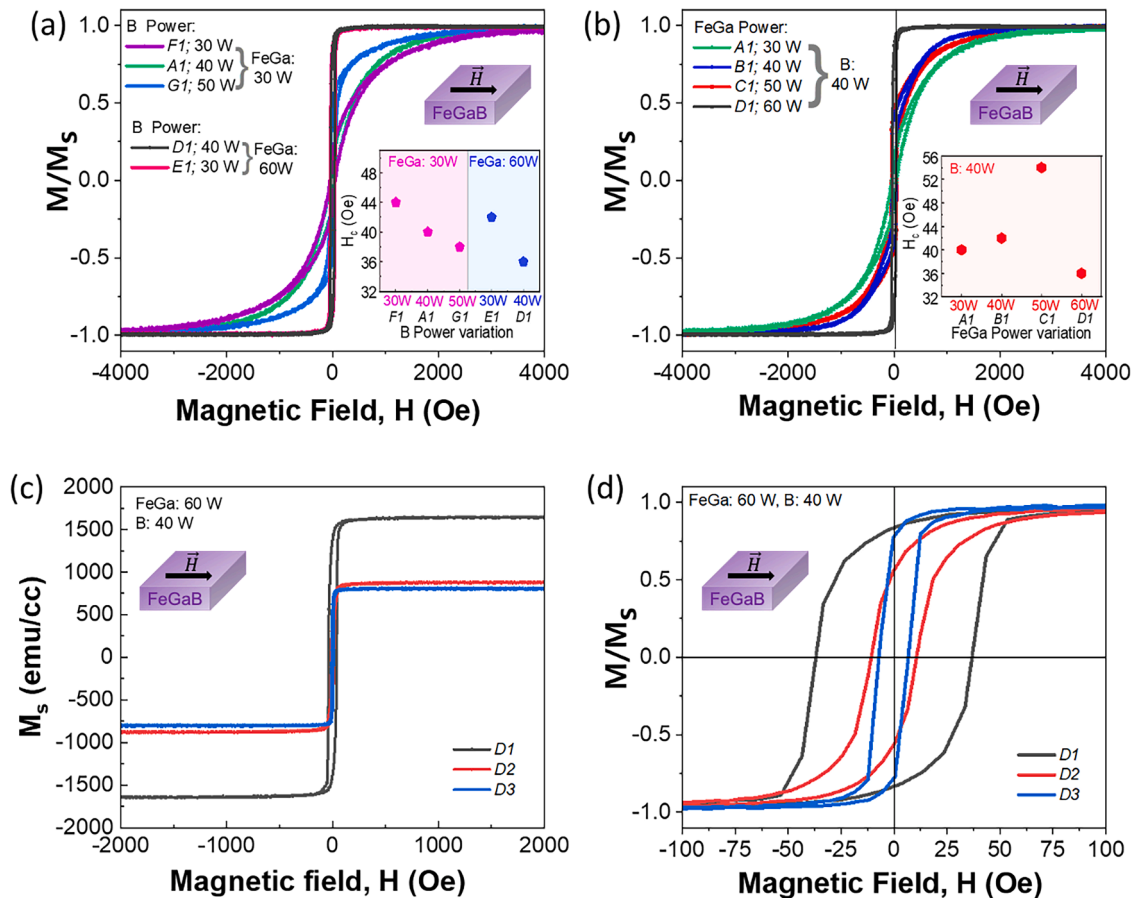 (a)
B Power:
F1; 30 W
A1; 40 W
G1; 50 W
FeGa:
30 W
B Power:
D1; 40 W
E1; 30 W
FeGa:
60W
H
FeGaB
FeGa: 30W
FeGa: 60W
Hc (Oe)
48
44
40
36
32
30W 40W 50W 30W 40W
F1 A1 G1 E1 D1
B Power variation
M/Ms
1.0
0.5
0.0
-0.5
-1.0
-4000 -2000 0 2000 4000
Magnetic Field, H (Oe)
(b)
FeGa Power:
A1; 30 W
B1; 40 W
C1; 50 W
D1; 60 W
B:
40 W
H
FeGaB
B: 40W
Hc (Oe)
56
52
48
44
40
36
32
30W 40W 50W 60W
A1 B1 C1 D1
FeGa Power variation
M/Ms
1.0
0.5
0.0
-0.5
-1.0
-4000 -2000 0 2000 4000
Magnetic Field, H (Oe)
(c)
FeGa: 60 W
B: 40 W
H
FeGaB
D1
D2
D3
Ms (emu/cc)
2000
1500
1000
500
0
-500
-1000
-1500
-2000
-2000 -1000 0 1000 2000
Magnetic field, H (Oe)
(d)
FeGa: 60 W, B: 40 W
H
FeGaB
D1
D2
D3
M/Ms
1.0
0.5
0.0
-0.5
-1.0
-100 -75 -50 -25 0 25 50 75 100
Magnetic Field, H (Oe)